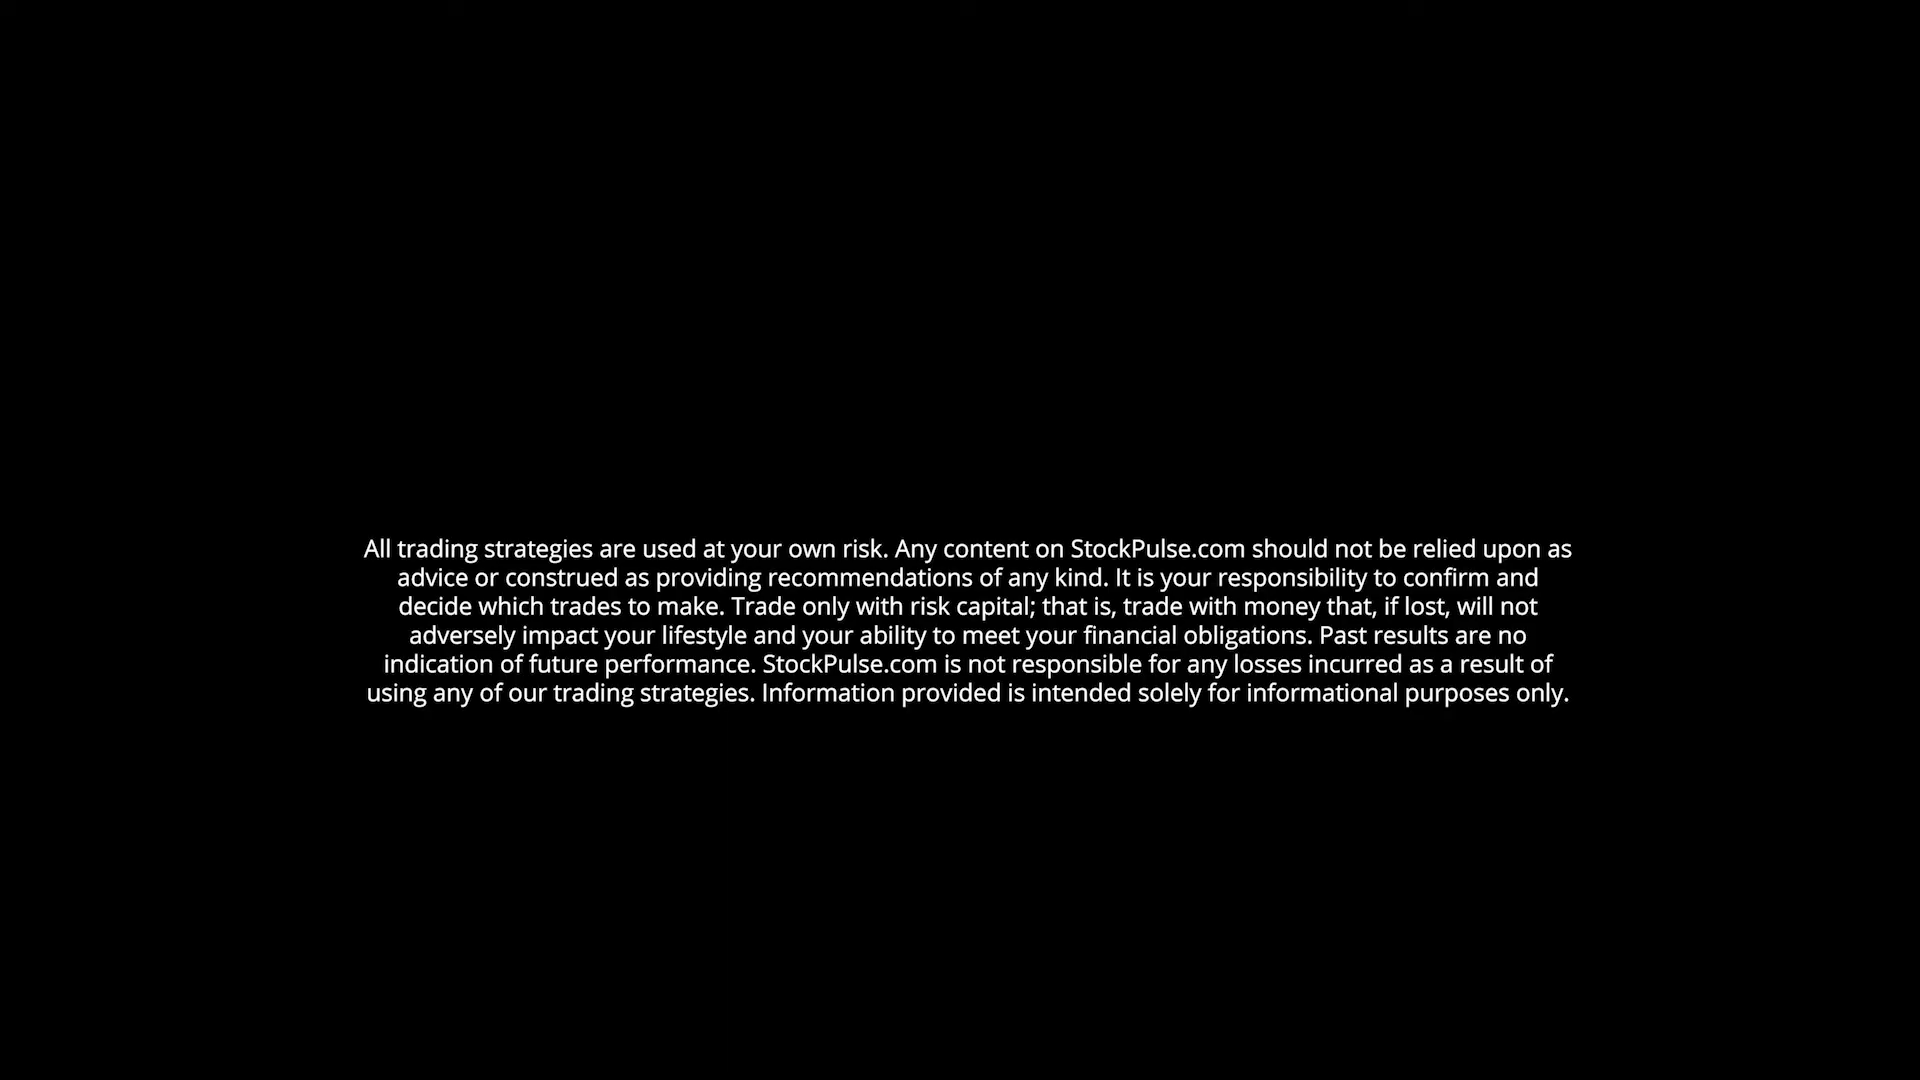 All trading strategies are used at your own risk. Any content on StockPulse.com should not be relied upon as
advice or construed as providing recommendations of any kind. It is your responsibility to confirm and
decide which trades to make. Trade only with risk capital; that is, trade with money that, if lost, will not
adversely impact your lifestyle and your ability to meet your financial obligations. Past results are no
indication of future performance. StockPulse.com is not responsible for any losses incurred as a result of
using any of our trading strategies. Information provided is intended solely for informational purposes only.